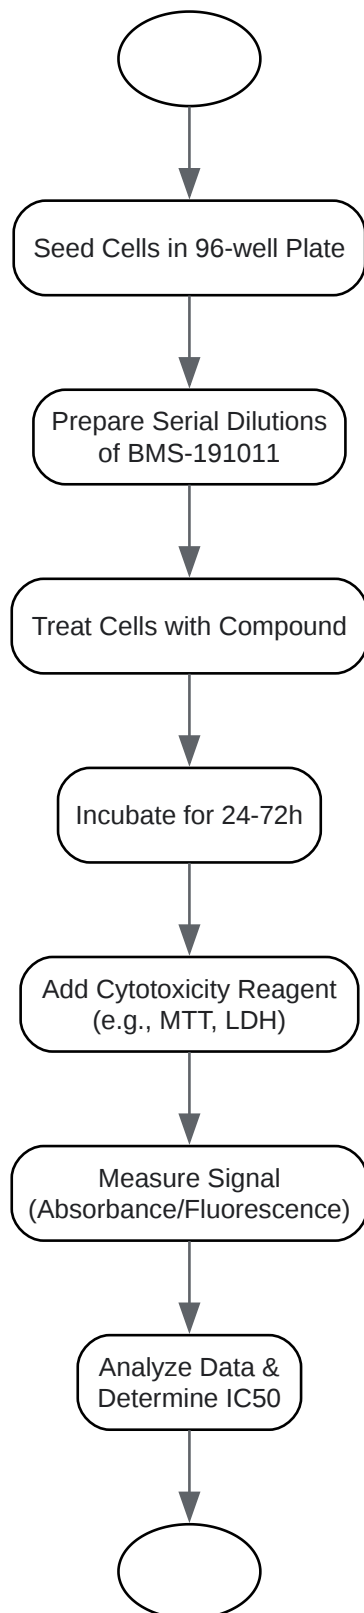 Seed Cells in 96-well Plate
Prepare Serial Dilutions
of BMS-191011
Treat Cells with Compound
Incubate for 24-72h
Add Cytotoxicity Reagent
(e.g., MTT, LDH)
Measure Signal
(Absorbance/Fluorescence)
Analyze Data &
Determine IC50